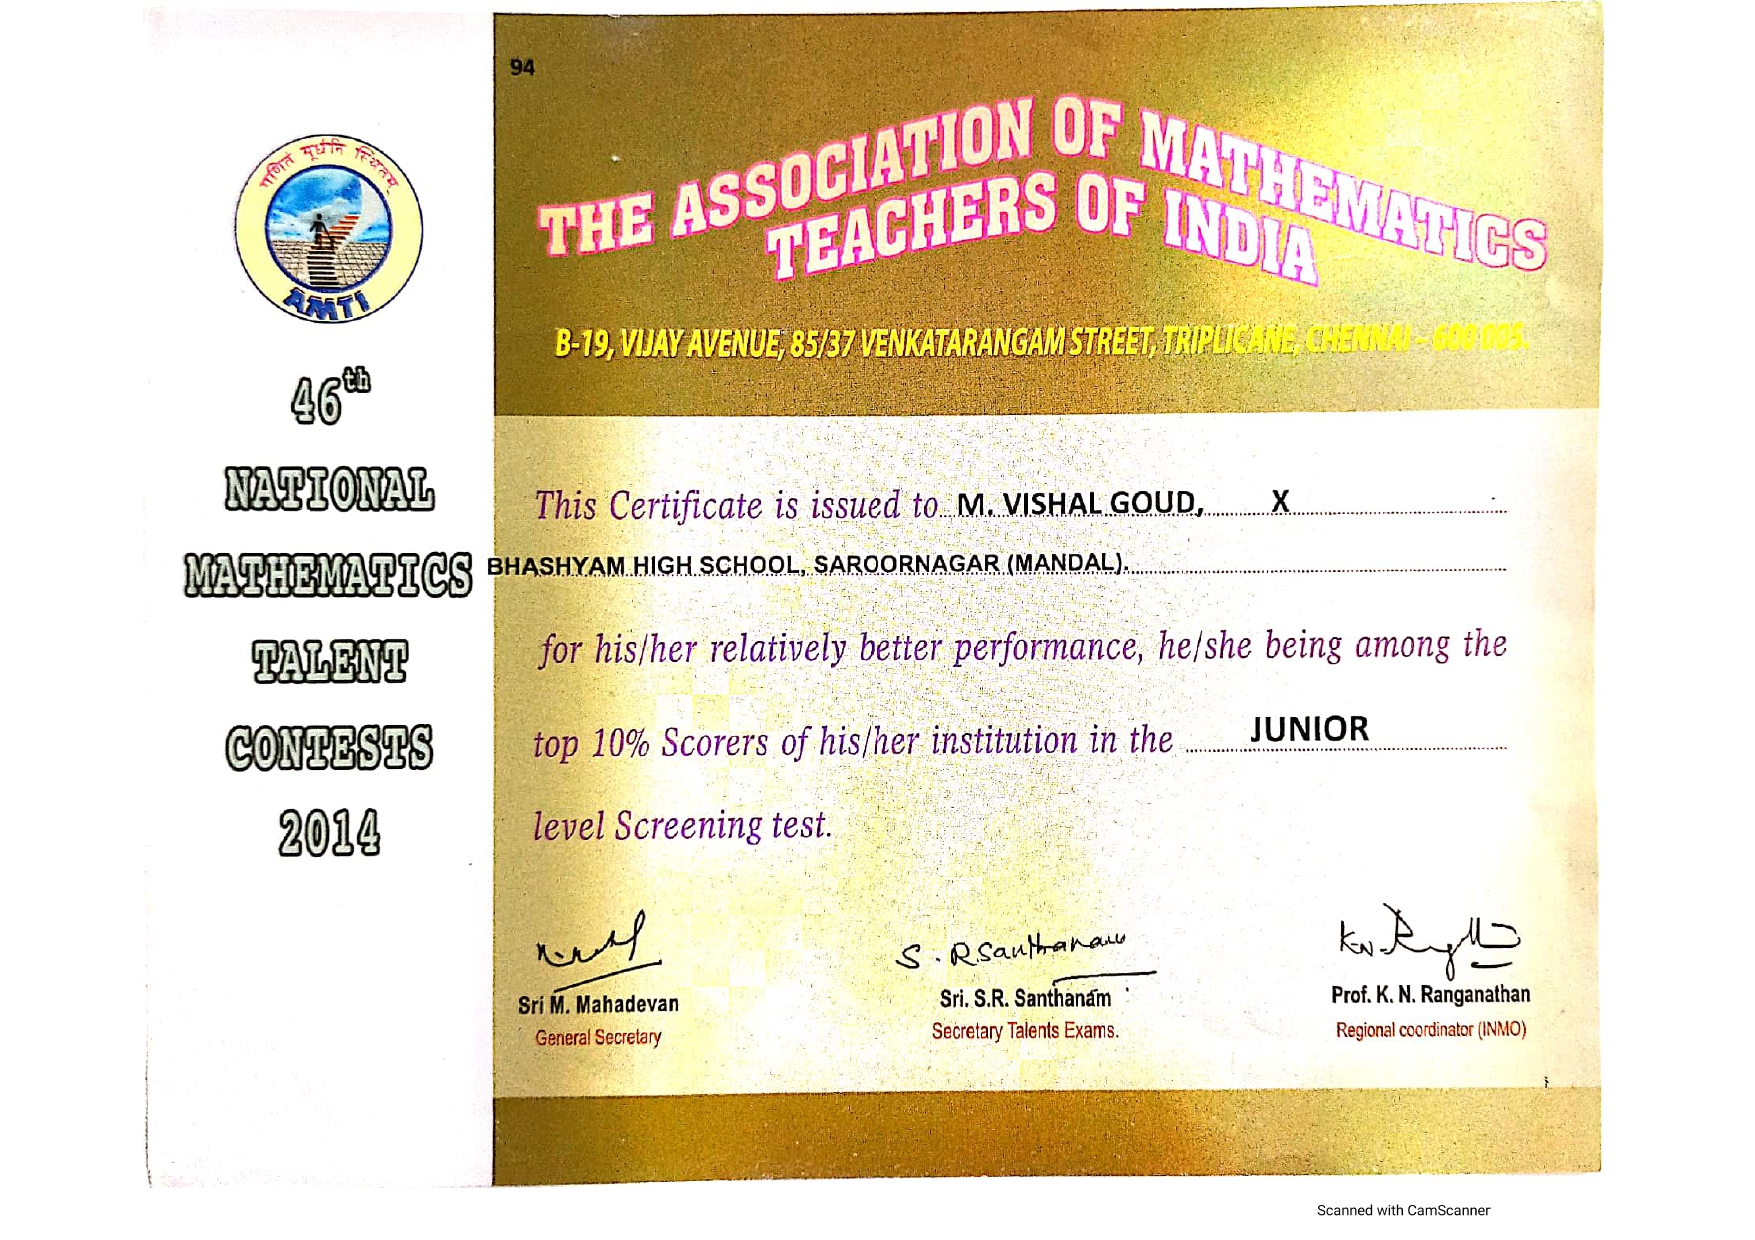 94
THE ASSOCIATION OF MATHEMATICS
TEACHERS OF INDIA
B-19, VIJAY AVENUE, 85/37 VENKATARANGAM STREET, TRIPLICANE, CHENNAI - 600 005.
गणितं मूर्धनि स्थितम्
AMTI
46th
NATIONAL
MATHEMATICS
TALENT
CONTESTS
2014
This Certificate is issued to M. VISHAL GOUD, X
BHASHYAM HIGH SCHOOL, SAROORNAGAR (MANDAL).
for his/her relatively better performance, he/she being among the
top 10% Scorers of his/her institution in the JUNIOR
level Screening test.
S. R Santhanam
Sri M. Mahadevan
General Secretary
Sri. S.R. Santhanam
Secretary Talents Exams.
Prof. K. N. Ranganathan
Regional coordinator (INMO)
Scanned with CamScanner